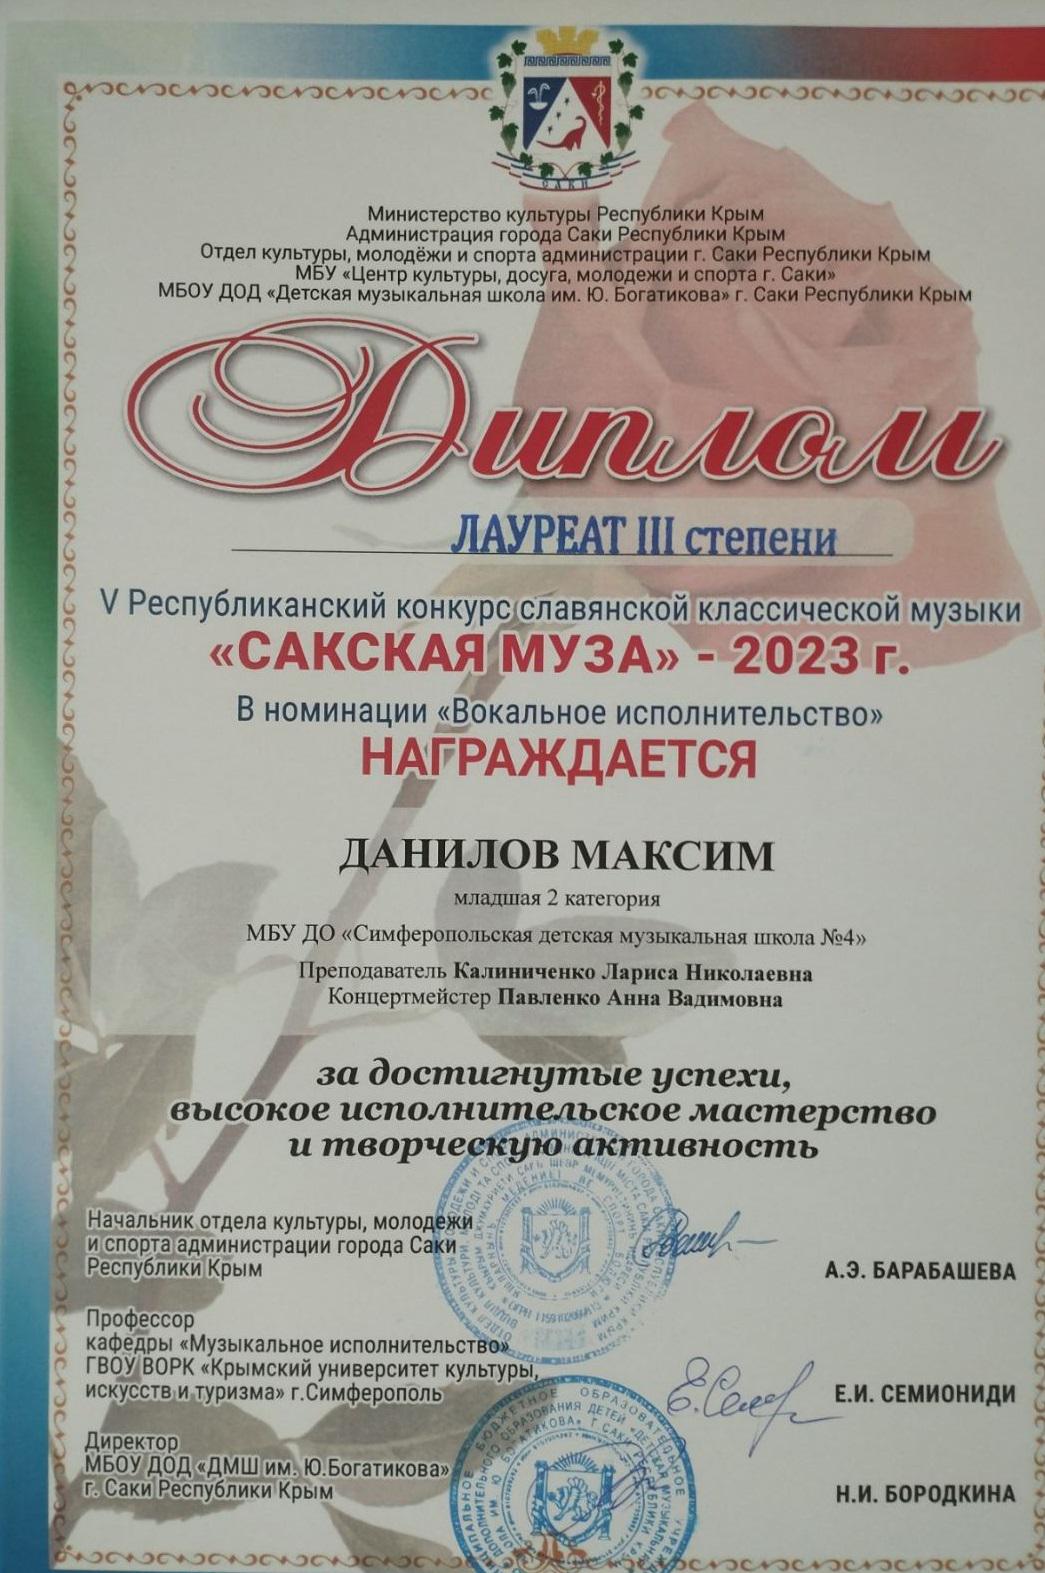 САКИ
Министерство культуры Республики Крым
Администрация города Саки Республики Крым
Отдел культуры, молодёжи и спорта администрации г. Саки Республики Крым
МБУ «Центр культуры, досуга, молодежи и спорта г. Саки»
МБОУ ДОД «Детская музыкальная школа им. Ю. Богатикова» г. Саки Республики Крым
Диплом
ЛАУРЕАТ III степени
V Республиканский конкурс славянской классической музыки
«САКСКАЯ МУЗА» - 2023 г.
В номинации «Вокальное исполнительство»
НАГРАЖДАЕТСЯ
ДАНИЛОВ МАКСИМ
младшая 2 категория
МБУ ДО «Симферопольская детская музыкальная школа №4»
Преподаватель Калиниченко Лариса Николаевна
Концертмейстер Павленко Анна Вадимовна
за достигнутые успехи,
высокое исполнительское мастерство
и творческую активность
Начальник отдела культуры, молодежи
и спорта администрации города Саки
Республики Крым
А.Э. БАРАБАШЕВА
Профессор
кафедры «Музыкальное исполнительство»
ГВОУ ВОРК «Крымский университет культуры,
искусств и туризма» г.Симферополь
Е.И. СЕМИОНИДИ
Директор
МБОУ ДОД «ДМШ им. Ю.Богатикова»
г. Саки Республики Крым
Н.И. БОРОДКИНА